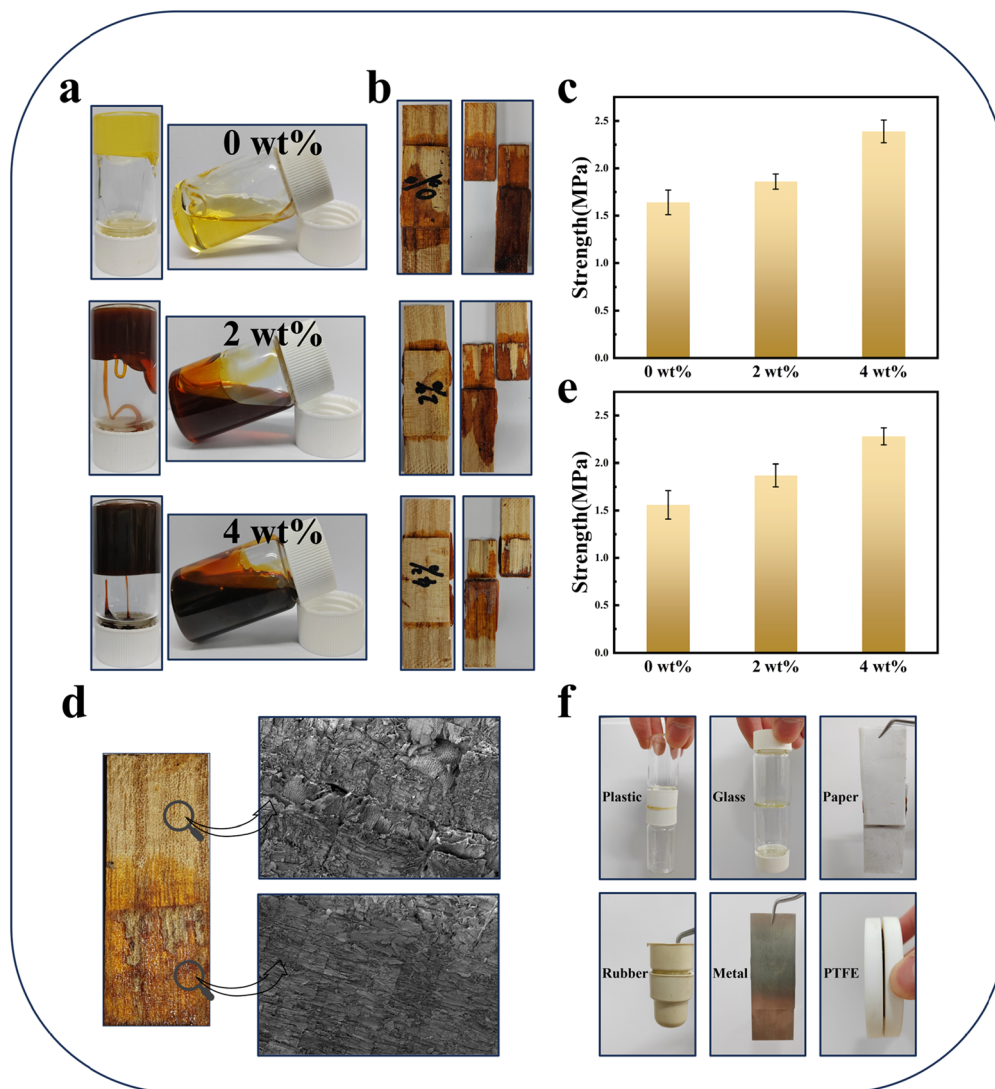 a
0 wt%
2 wt%
4 wt%
b
0%
2%
4%
c
Strength(MPa)
2.5
2.0
1.5
1.0
0.5
0.0
0 wt%
2 wt%
4 wt%
e
Strength(MPa)
2.5
2.0
1.5
1.0
0.5
0.0
0 wt%
2 wt%
4 wt%
d
f
Plastic
Glass
Paper
Rubber
Metal
PTFE